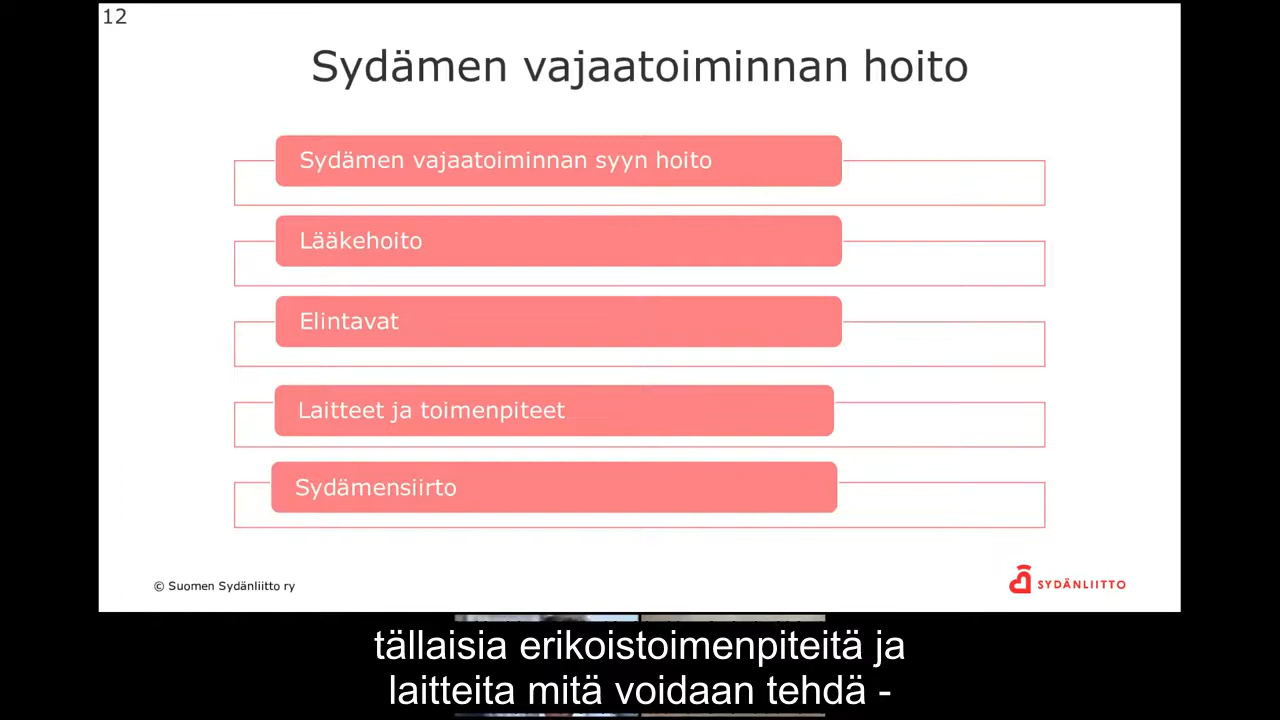 12
Sydämen vajaatoiminnan hoito
Sydämen vajaatoiminnan syyn hoito
Lääkehoito
Elintavat
Laitteet ja toimenpiteet
Sydämensiirto
© Suomen Sydänliitto ry
SYDÄNLIITTO
tällaisia erikoistoimenpiteitä ja
laitteita mitä voidaan tehdä -